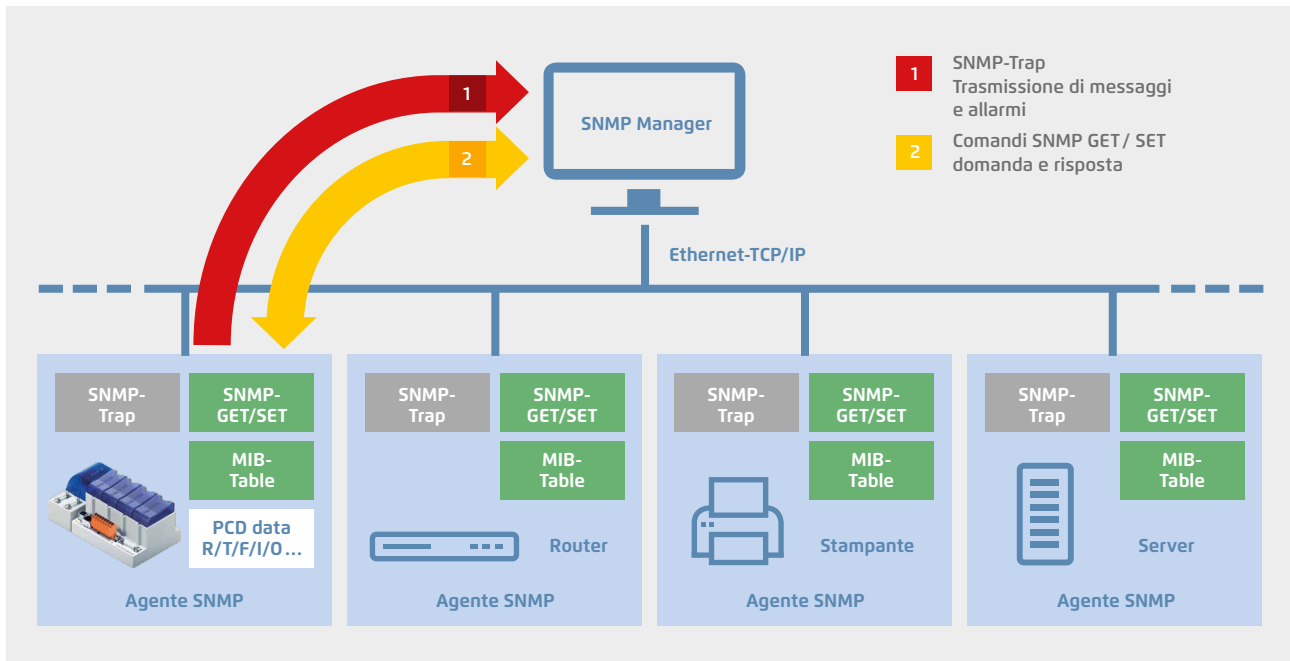 1
2
SNMP Manager
1
SNMP-Trap
Trasmissione di messaggi
e allarmi
2
Comandi SNMP GET / SET
domanda e risposta
Ethernet-TCP/IP
SNMP-
Trap
SNMP-
GET/SET
MIB-
Table
PCD data
R/T/F/I/O ...
Agente SNMP
SNMP-
Trap
SNMP-
GET/SET
MIB-
Table
Router
Agente SNMP
SNMP-
Trap
SNMP-
GET/SET
MIB-
Table
Stampante
Agente SNMP
SNMP-
Trap
SNMP-
GET/SET
MIB-
Table
Server
Agente SNMP